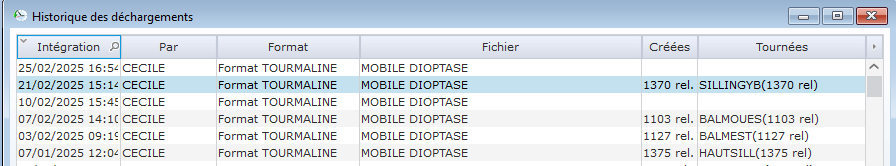 Historique des déchargements
Intégration Par Format Fichier Créées Tournées
25/02/2025 16:54 CECILE Format TOURMALINE MOBILE DIOPTASE
21/02/2025 15:14 CECILE Format TOURMALINE MOBILE DIOPTASE 1370 rel. SILLINGYB(1370 rel)
10/02/2025 15:45 CECILE Format TOURMALINE MOBILE DIOPTASE
07/02/2025 14:10 CECILE Format TOURMALINE MOBILE DIOPTASE 1103 rel. BALMOUES(1103 rel)
03/02/2025 09:19 CECILE Format TOURMALINE MOBILE DIOPTASE 1127 rel. BALMEST(1127 rel)
07/01/2025 12:04 CECILE Format TOURMALINE MOBILE DIOPTASE 1375 rel. HAUTSILL(1375 rel)